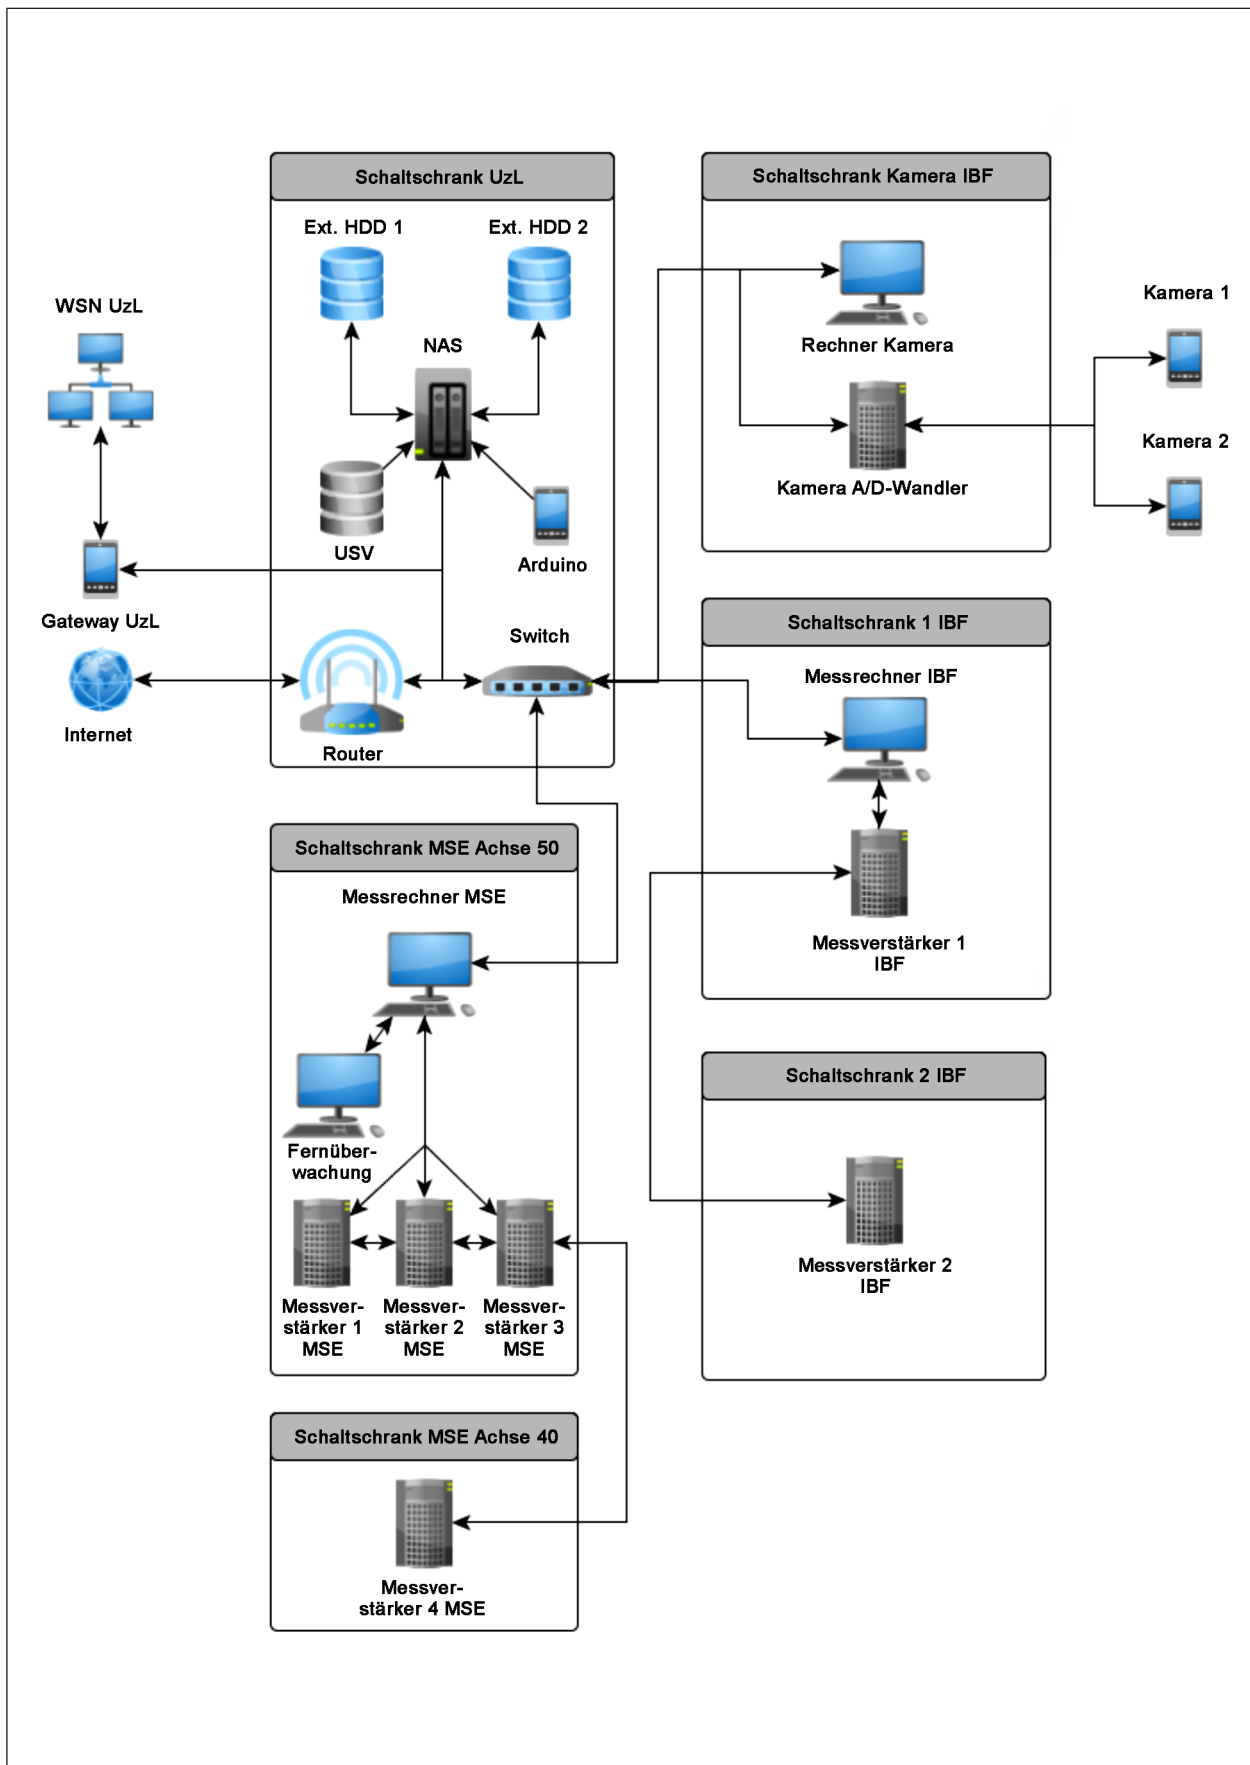 Schaltschrank UzL
Ext. HDD 1
Ext. HDD 2
NAS
USV
Arduino
Switch
Router
WSN UzL
Gateway UzL
Internet
Schaltschrank Kamera IBF
Rechner Kamera
Kamera A/D-Wandler
Kamera 1
Kamera 2
Schaltschrank 1 IBF
Messrechner IBF
Messverstärker 1
IBF
Schaltschrank MSE Achse 50
Messrechner MSE
Fernüber-
wachung
Messver-
stärker 1
MSE
Messver-
stärker 2
MSE
Messver-
stärker 3
MSE
Schaltschrank 2 IBF
Messverstärker 2
IBF
Schaltschrank MSE Achse 40
Messver-
stärker 4 MSE